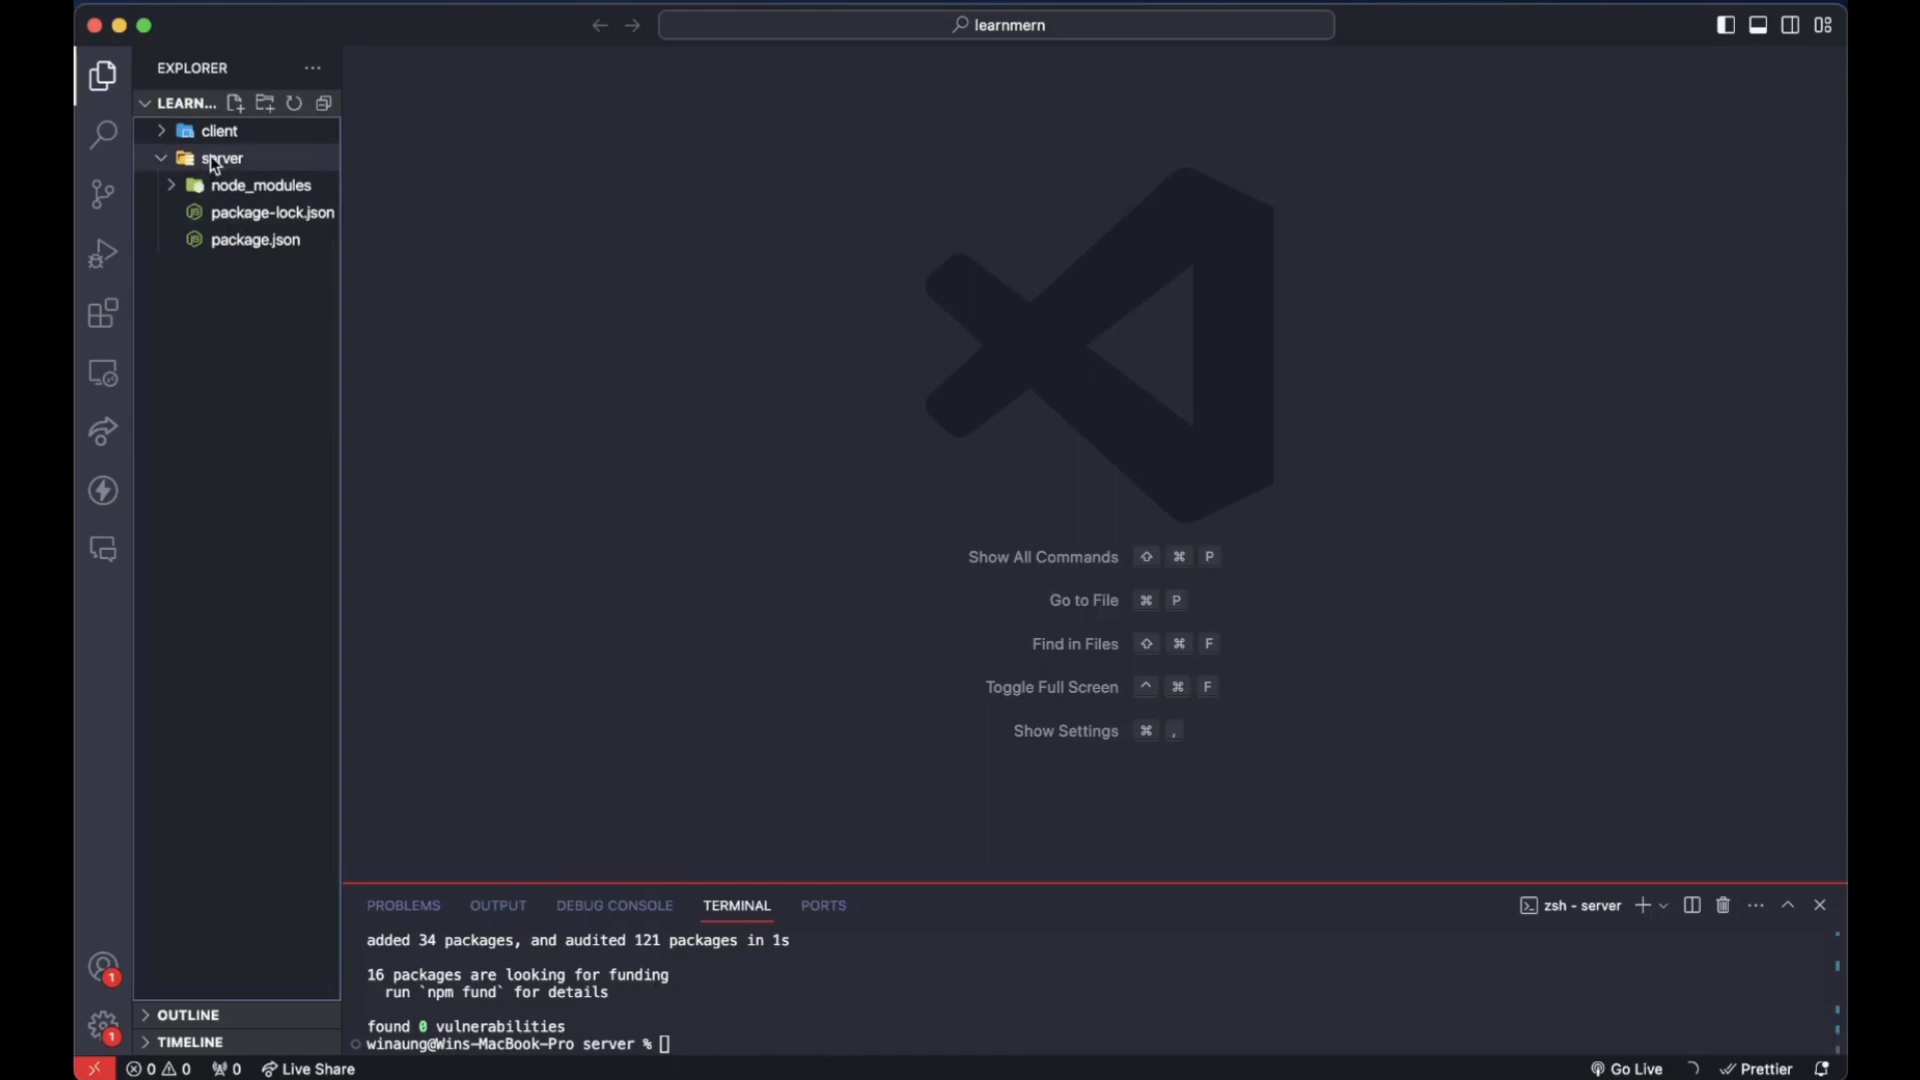 learnmern
EXPLORER
LEARN...
client
server
node_modules
package-lock.json
package.json
Show All Commands ⇧ ⌘ P
Go to File ⌘ P
Find in Files ⇧ ⌘ F
Toggle Full Screen ^ ⌘ F
Show Settings ⌘ ,
PROBLEMS OUTPUT DEBUG CONSOLE TERMINAL PORTS
zsh - server
added 34 packages, and audited 121 packages in 1s
16 packages are looking for funding
run `npm fund` for details
found 0 vulnerabilities
winaung@Wins-MacBook-Pro server %
1
OUTLINE
1
TIMELINE
0 0 0 Live Share
Go Live Prettier